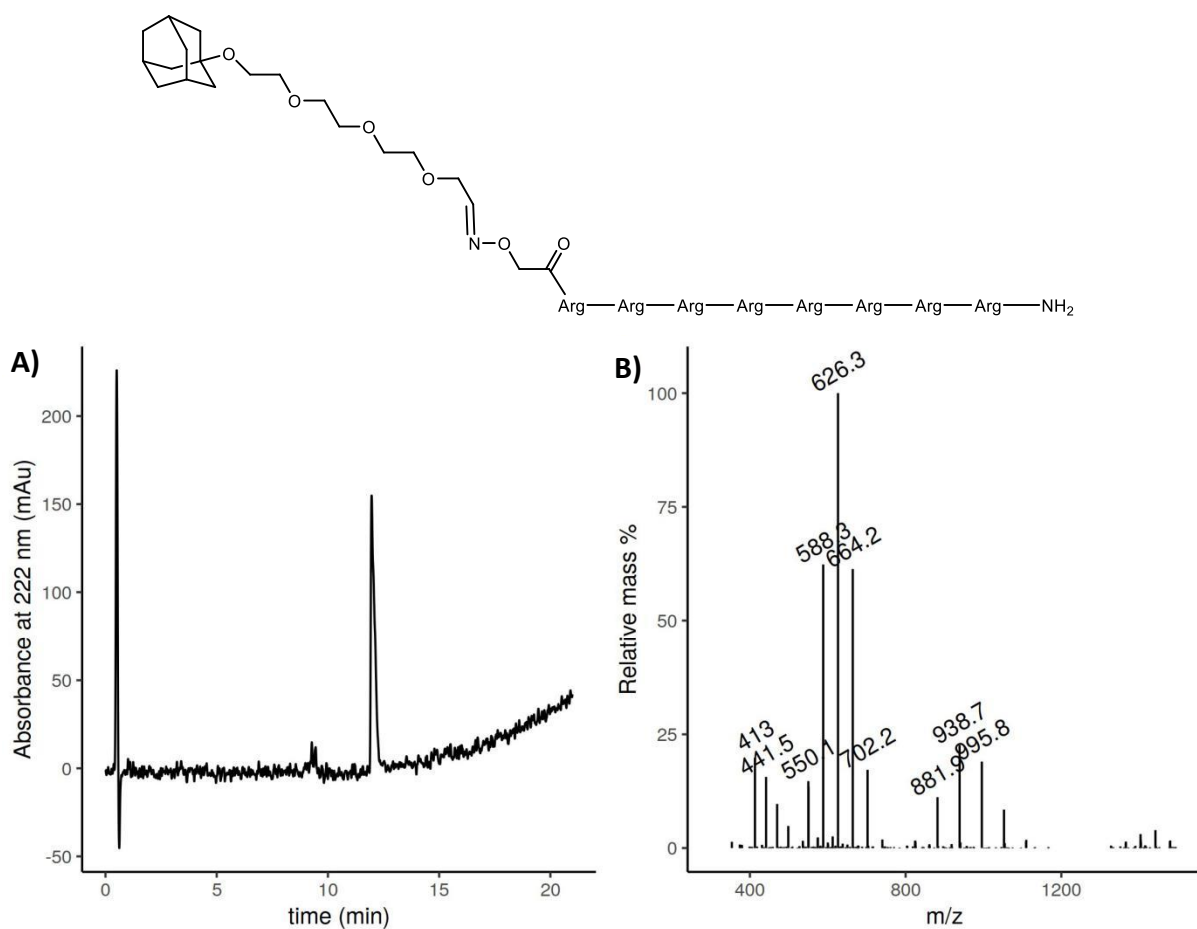 O
O
O
O
N O
O
Arg Arg Arg Arg Arg Arg Arg Arg NH2
A)
Absorbance at 222 nm (mAu)
200
150
100
50
0
-50
0 5 10 15 20
time (min)
B)
Relative mass %
100
75
50
25
0
626.3
588.3
664.2
413
441.5
550.1
702.2
881.9
938.7
995.8
400 800 1200
m/z